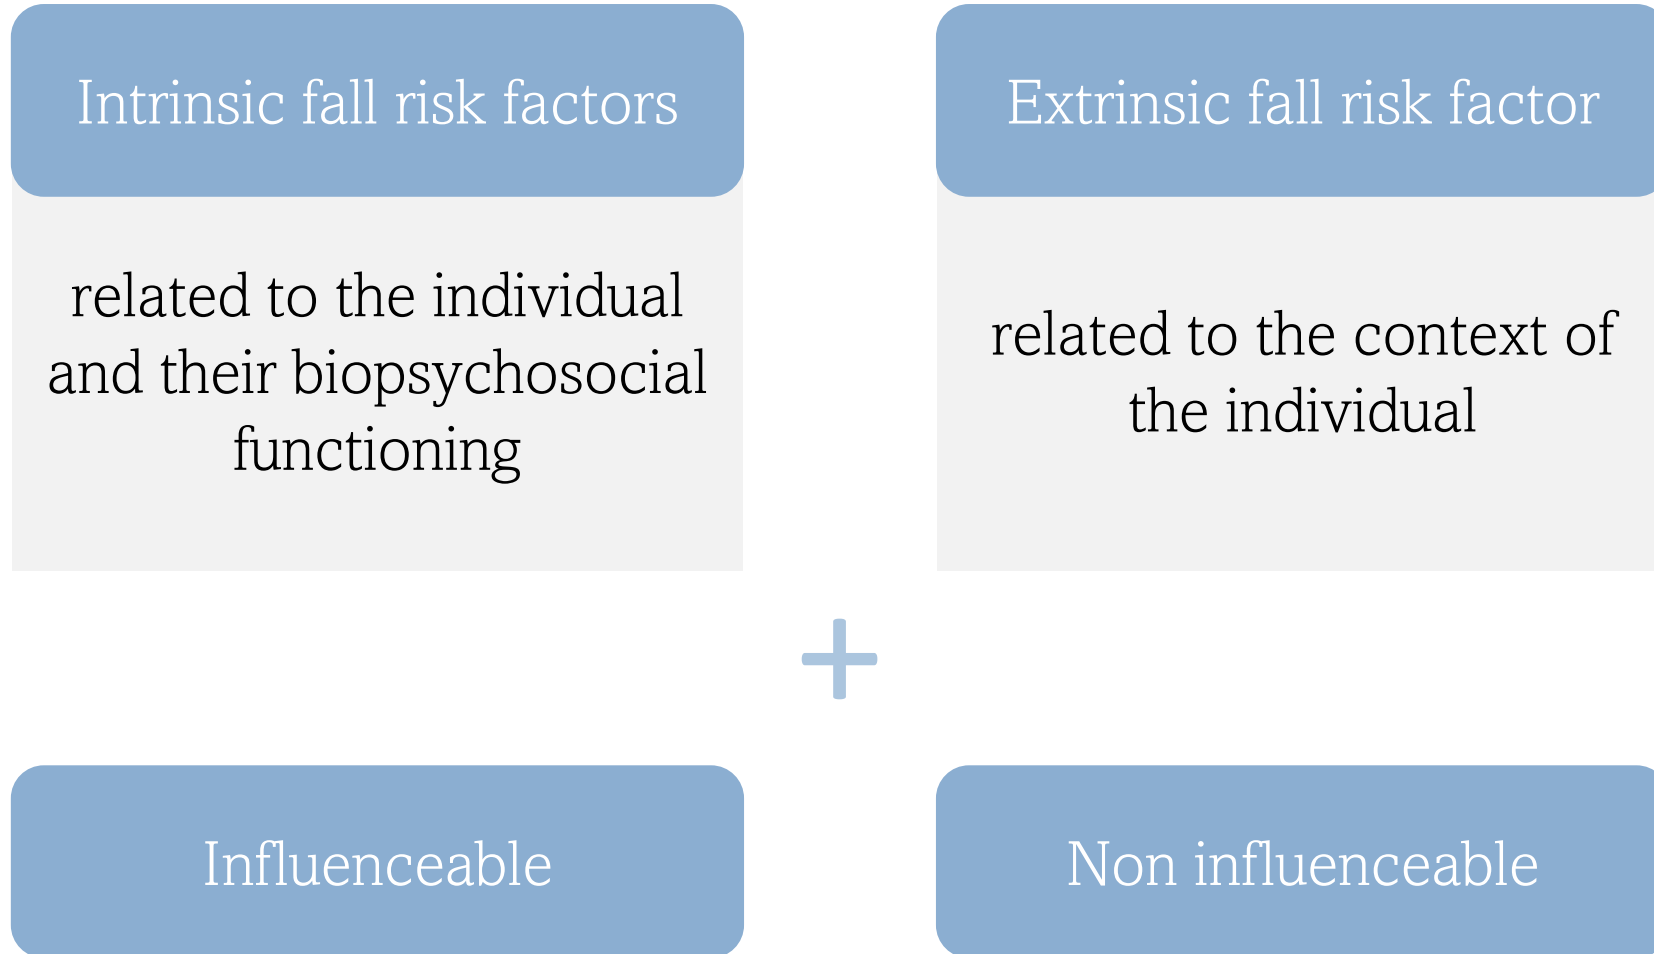 Intrinsic fall risk factors
related to the individual
and their biopsychosocial
functioning
Extrinsic fall risk factor
related to the context of
the individual
+
Influenceable
Non influenceable